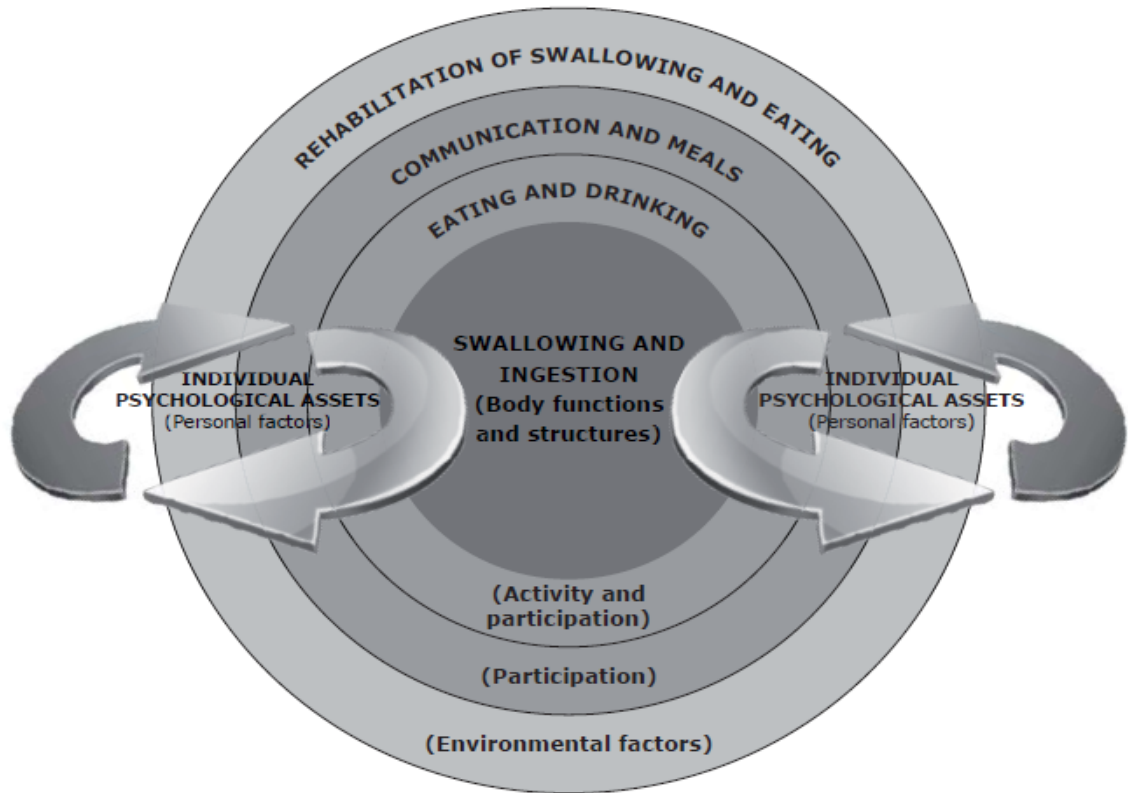 REHABILITATION OF SWALLOWING AND EATING
COMMUNICATION AND MEALS
EATING AND DRINKING
SWALLOWING AND
INGESTION
(Body functions
and structures)
INDIVIDUAL
PSYCHOLOGICAL ASSETS
(Personal factors)
INDIVIDUAL
PSYCHOLOGICAL ASSETS
(Personal factors)
(Activity and
participation)
(Participation)
(Environmental factors)